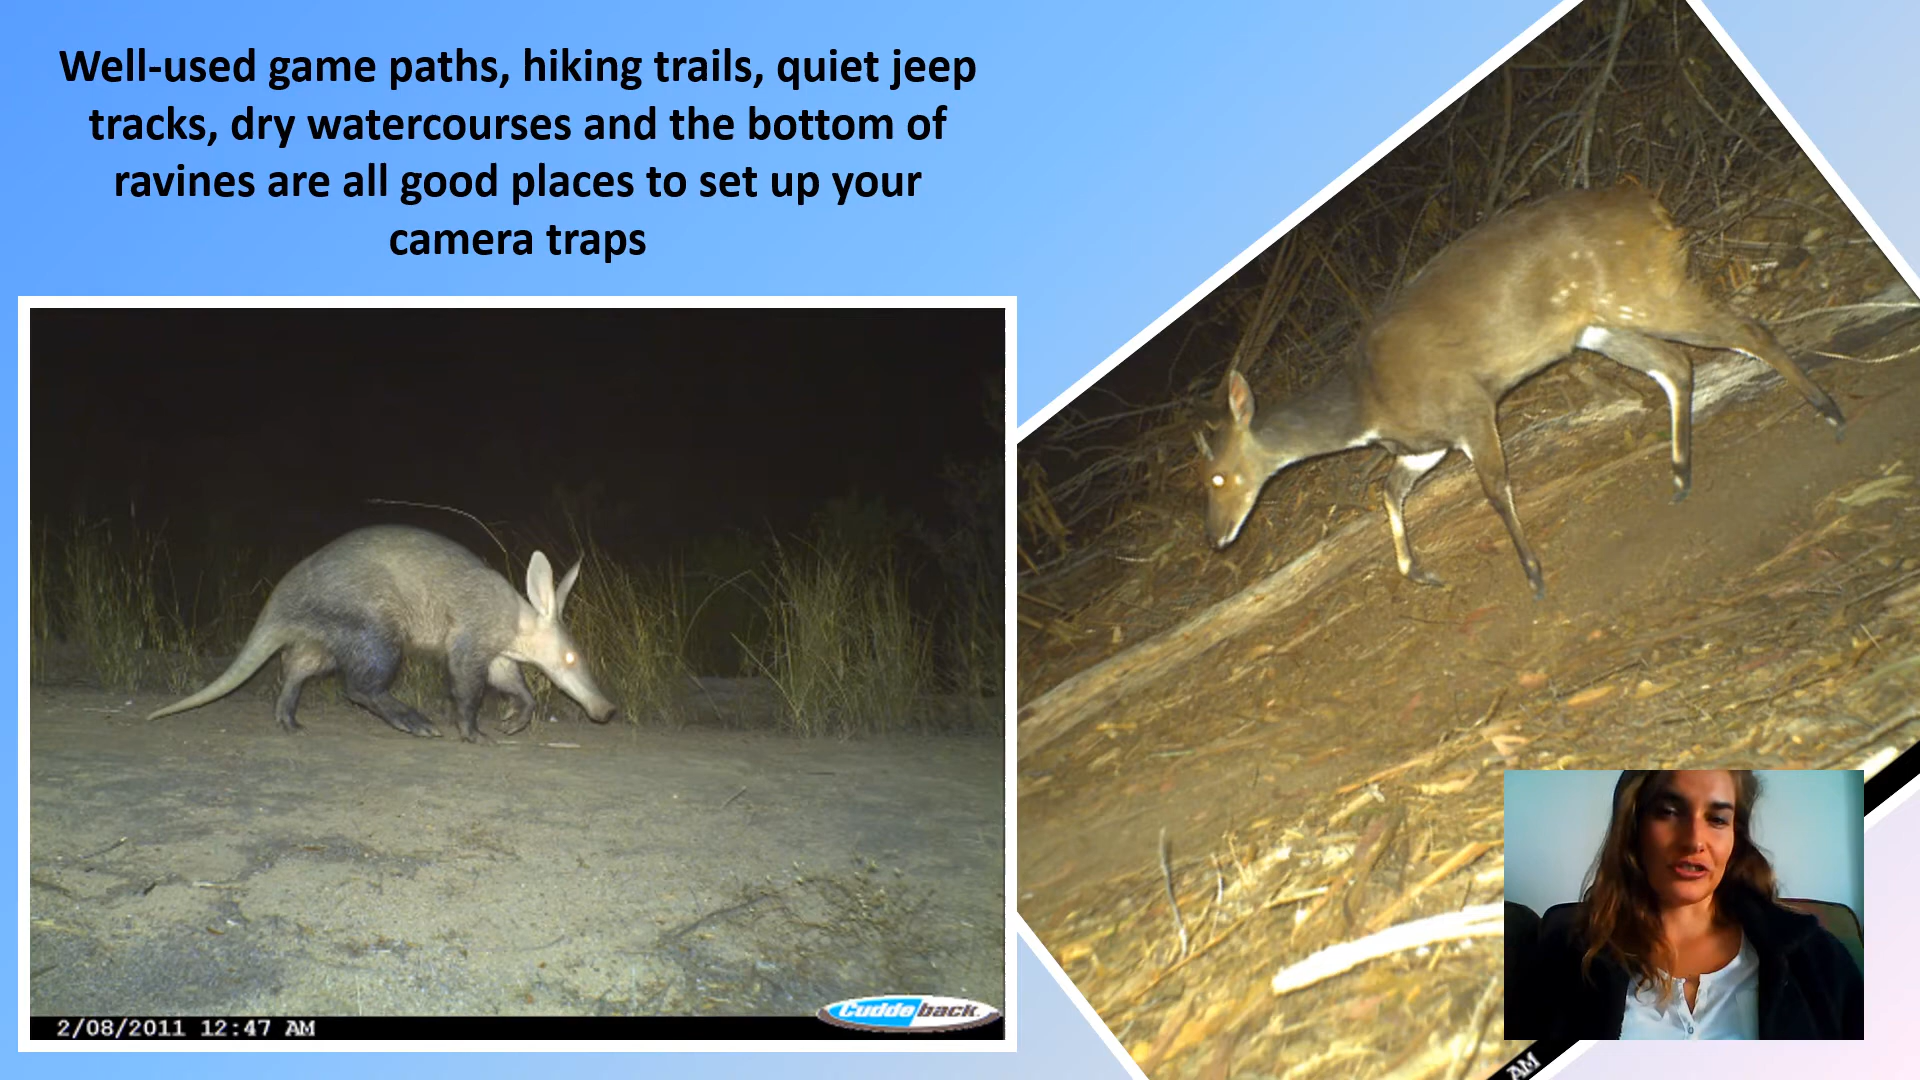 Well-used game paths, hiking trails, quiet jeep
tracks, dry watercourses and the bottom of
ravines are all good places to set up your
camera traps
2/08/2011 12:47 AM
Cuddeback
AM